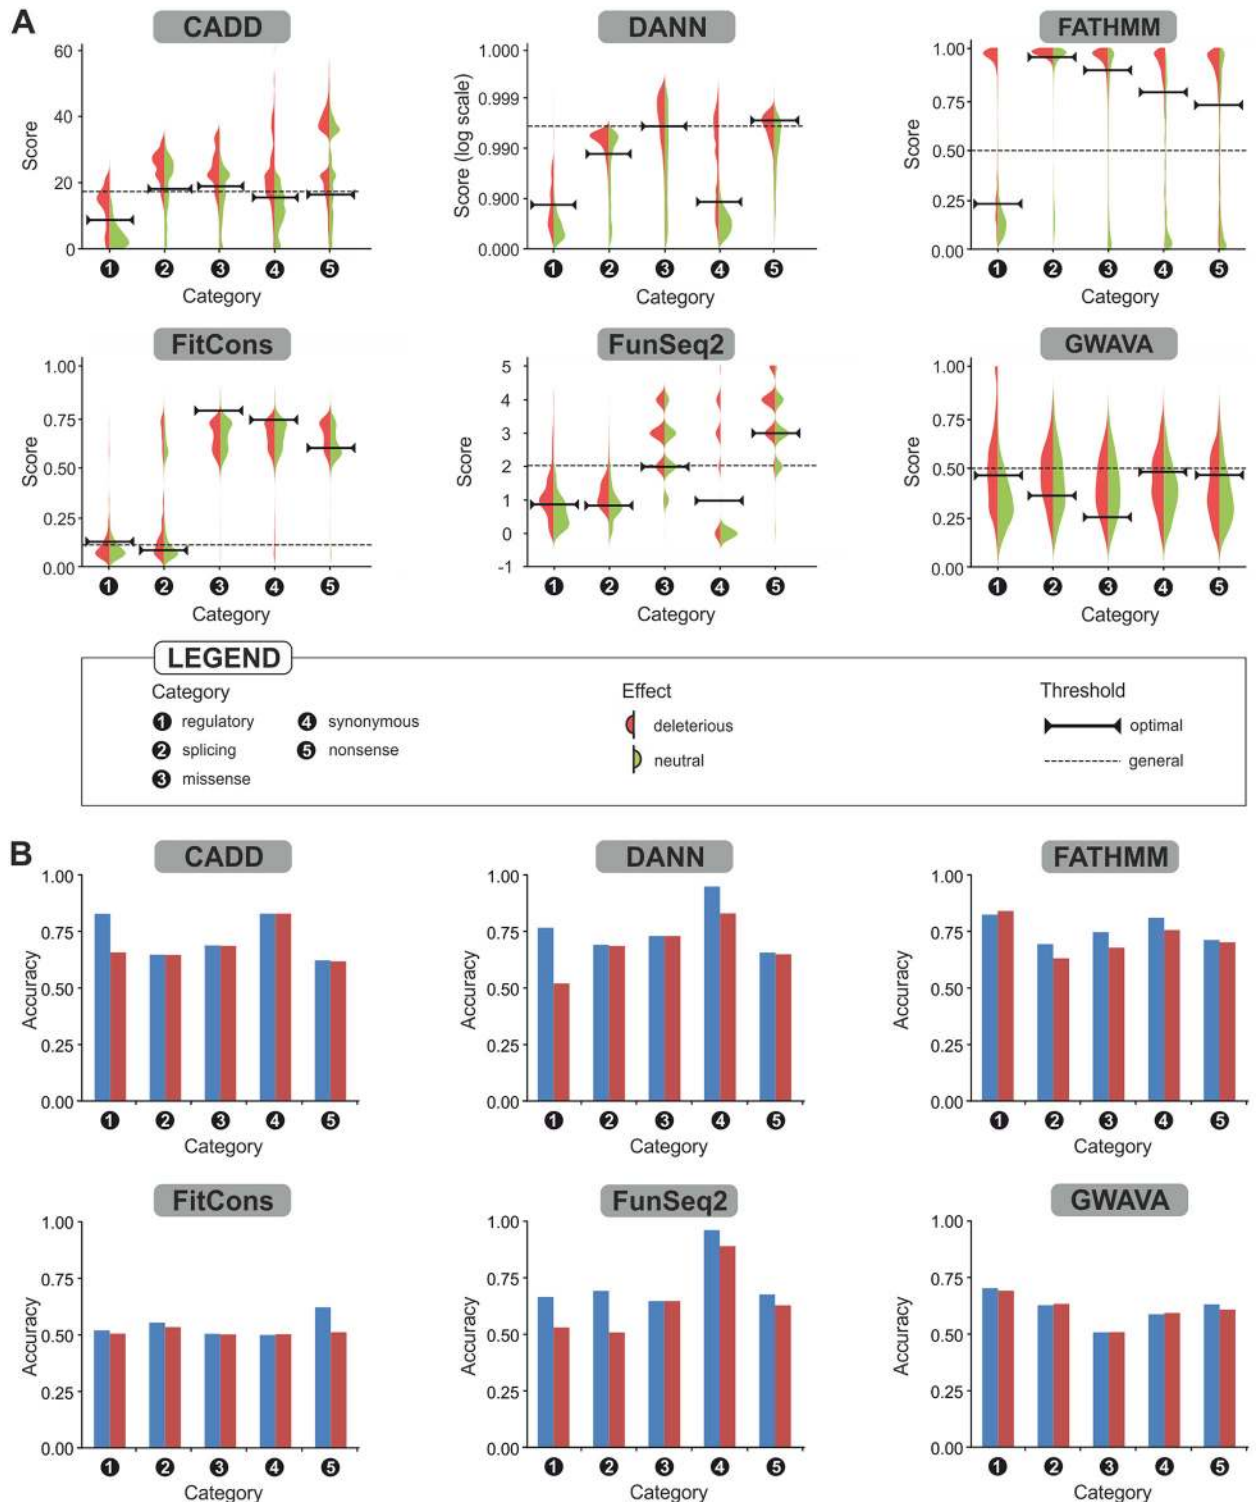 A
CADD
DANN
FATHMM
60
40
20
0
Score
1 2 3 4 5
Category
1.000
0.999
0.990
0.900
0.000
Score (log scale)
1 2 3 4 5
Category
1.00
0.75
0.50
0.25
0.00
Score
1 2 3 4 5
Category
FitCons
FunSeq2
GWAVA
1.00
0.75
0.50
0.25
0.00
Score
1 2 3 4 5
Category
5
4
3
2
1
0
-1
Score
1 2 3 4 5
Category
1.00
0.75
0.50
0.25
0.00
Score
1 2 3 4 5
Category
LEGEND
Category
1 regulatory
2 splicing
3 missense
4 synonymous
5 nonsense
Effect
deleterious
neutral
Threshold
optimal
general
B
CADD
DANN
FATHMM
1.00
0.75
0.50
0.25
0.00
Accuracy
1 2 3 4 5
Category
1.00
0.75
0.50
0.25
0.00
Accuracy
1 2 3 4 5
Category
1.00
0.75
0.50
0.25
0.00
Accuracy
1 2 3 4 5
Category
FitCons
FunSeq2
GWAVA
1.00
0.75
0.50
0.25
0.00
Accuracy
1 2 3 4 5
Category
1.00
0.75
0.50
0.25
0.00
Accuracy
1 2 3 4 5
Category
1.00
0.75
0.50
0.25
0.00
Accuracy
1 2 3 4 5
Category